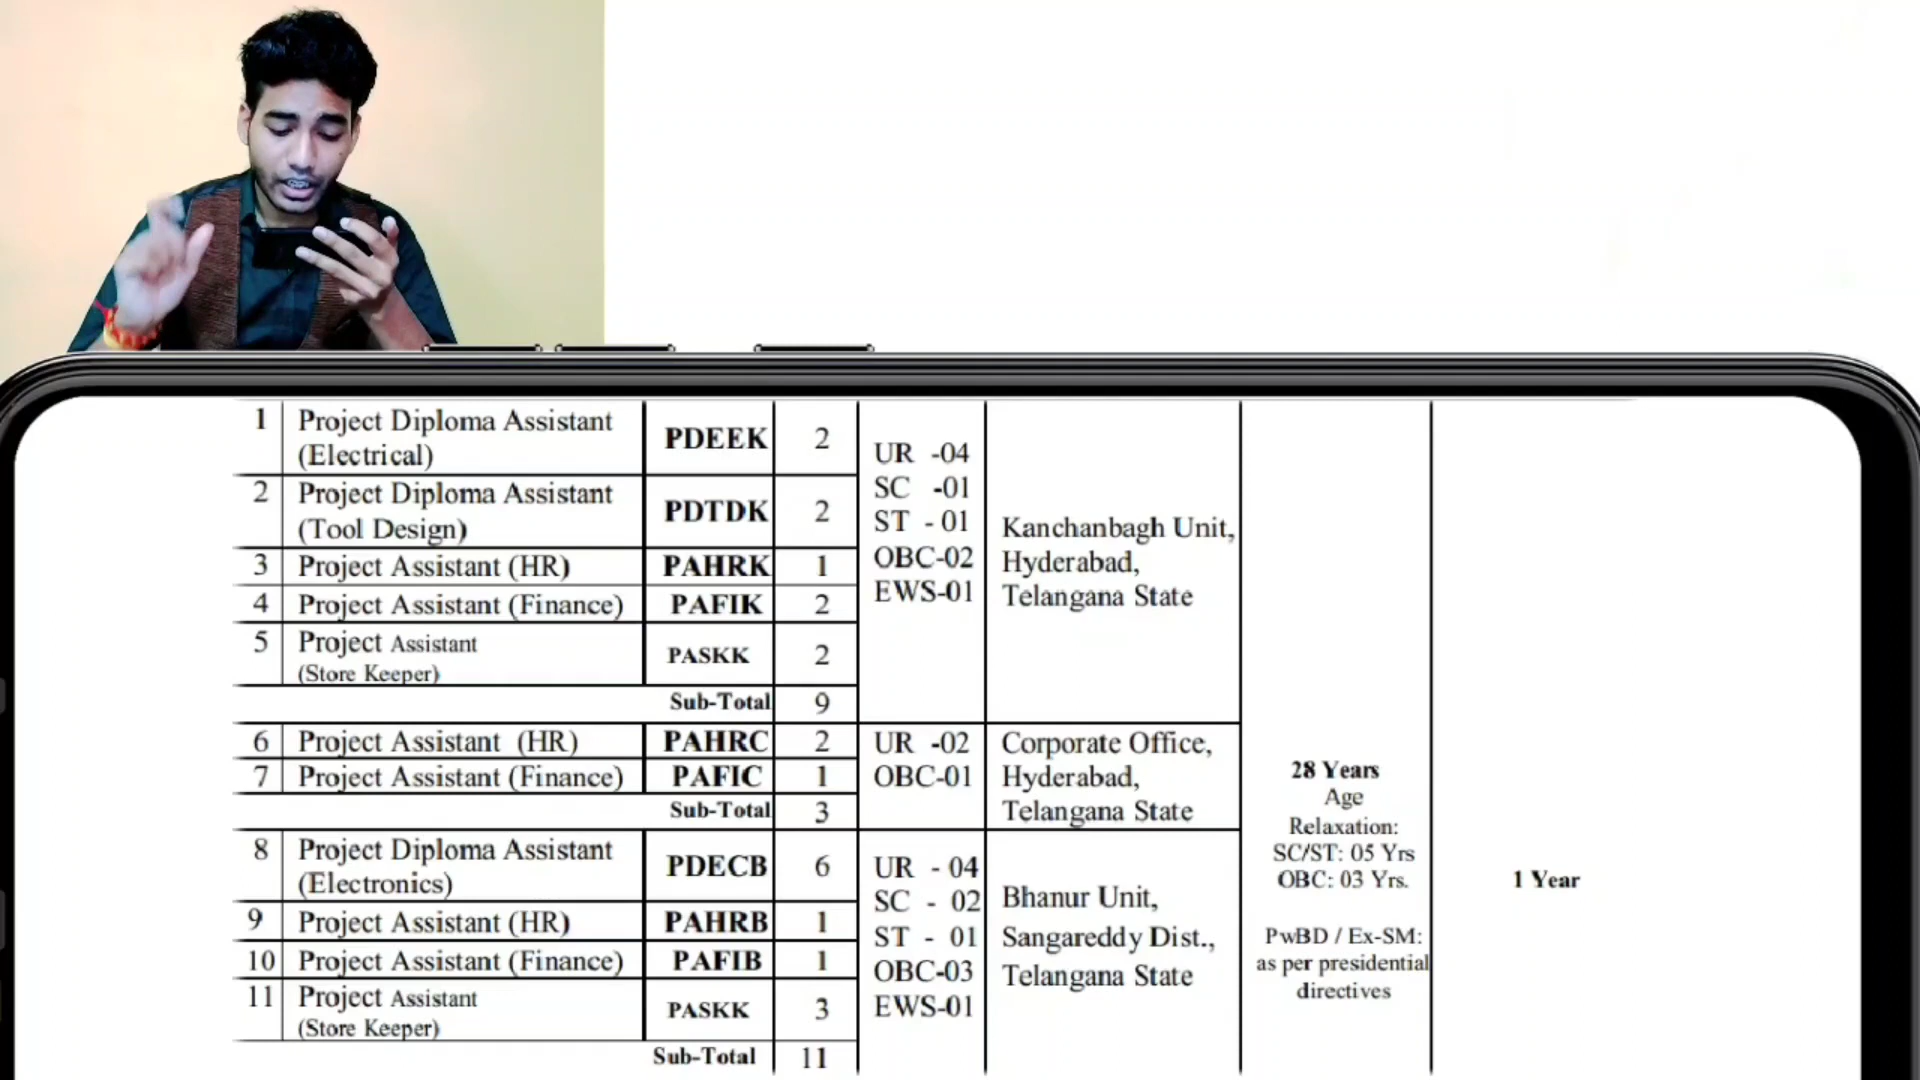 1 Project Diploma Assistant (Electrical) PDEEK 2
2 Project Diploma Assistant (Tool Design) PDTDK 2
3 Project Assistant (HR) PAHRK 1
4 Project Assistant (Finance) PAFIK 2
5 Project Assistant (Store Keeper) PASKK 2
Sub-Total 9
UR -04
SC -01
ST - 01
OBC-02
EWS-01
Kanchanbagh Unit,
Hyderabad,
Telangana State
6 Project Assistant (HR) PAHRC 2
7 Project Assistant (Finance) PAFIC 1
Sub-Total 3
UR -02
OBC-01
Corporate Office,
Hyderabad,
Telangana State
8 Project Diploma Assistant (Electronics) PDECB 6
9 Project Assistant (HR) PAHRB 1
10 Project Assistant (Finance) PAFIB 1
11 Project Assistant (Store Keeper) PASKK 3
Sub-Total 11
UR - 04
SC - 02
ST - 01
OBC-03
EWS-01
Bhanur Unit,
Sangareddy Dist.,
Telangana State
28 Years
Age
Relaxation:
SC/ST: 05 Yrs
OBC: 03 Yrs.
PwBD / Ex-SM:
as per presidential
directives
1 Year